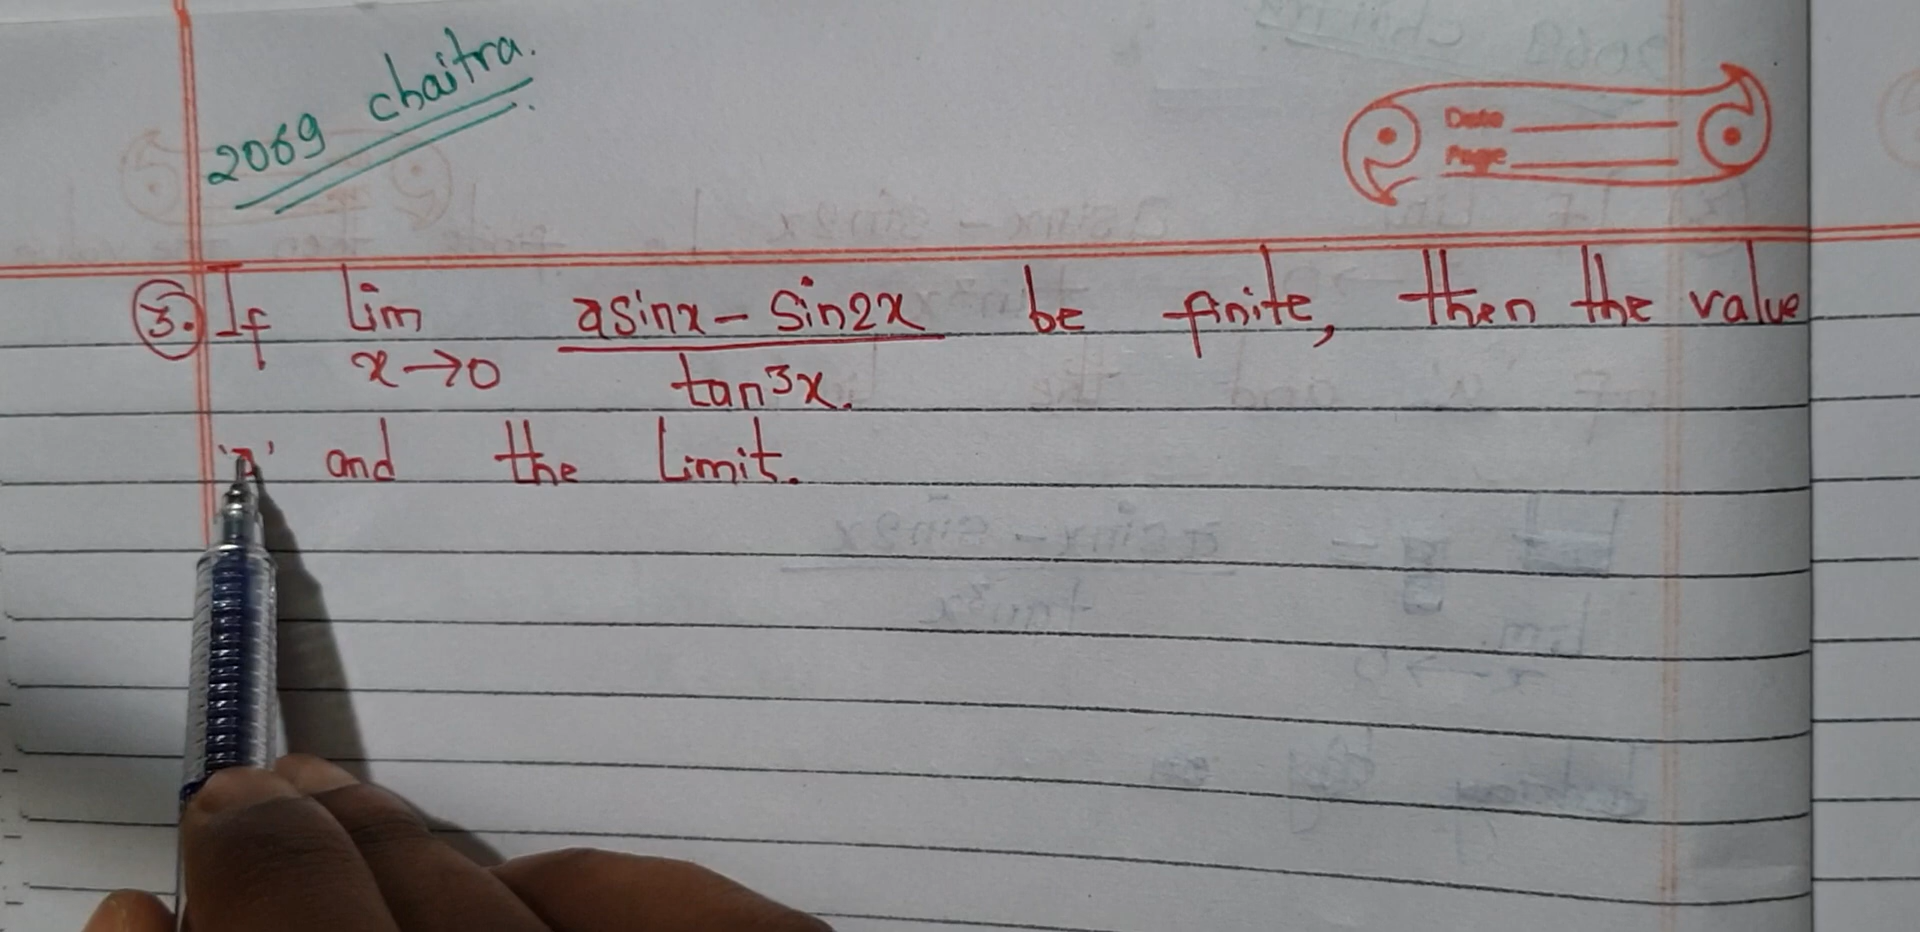 2069 chaitra.
Date
Page
3. If lim x→0 asinx - sin2x / tan³x. be finite, then the value
'a' and the limit.